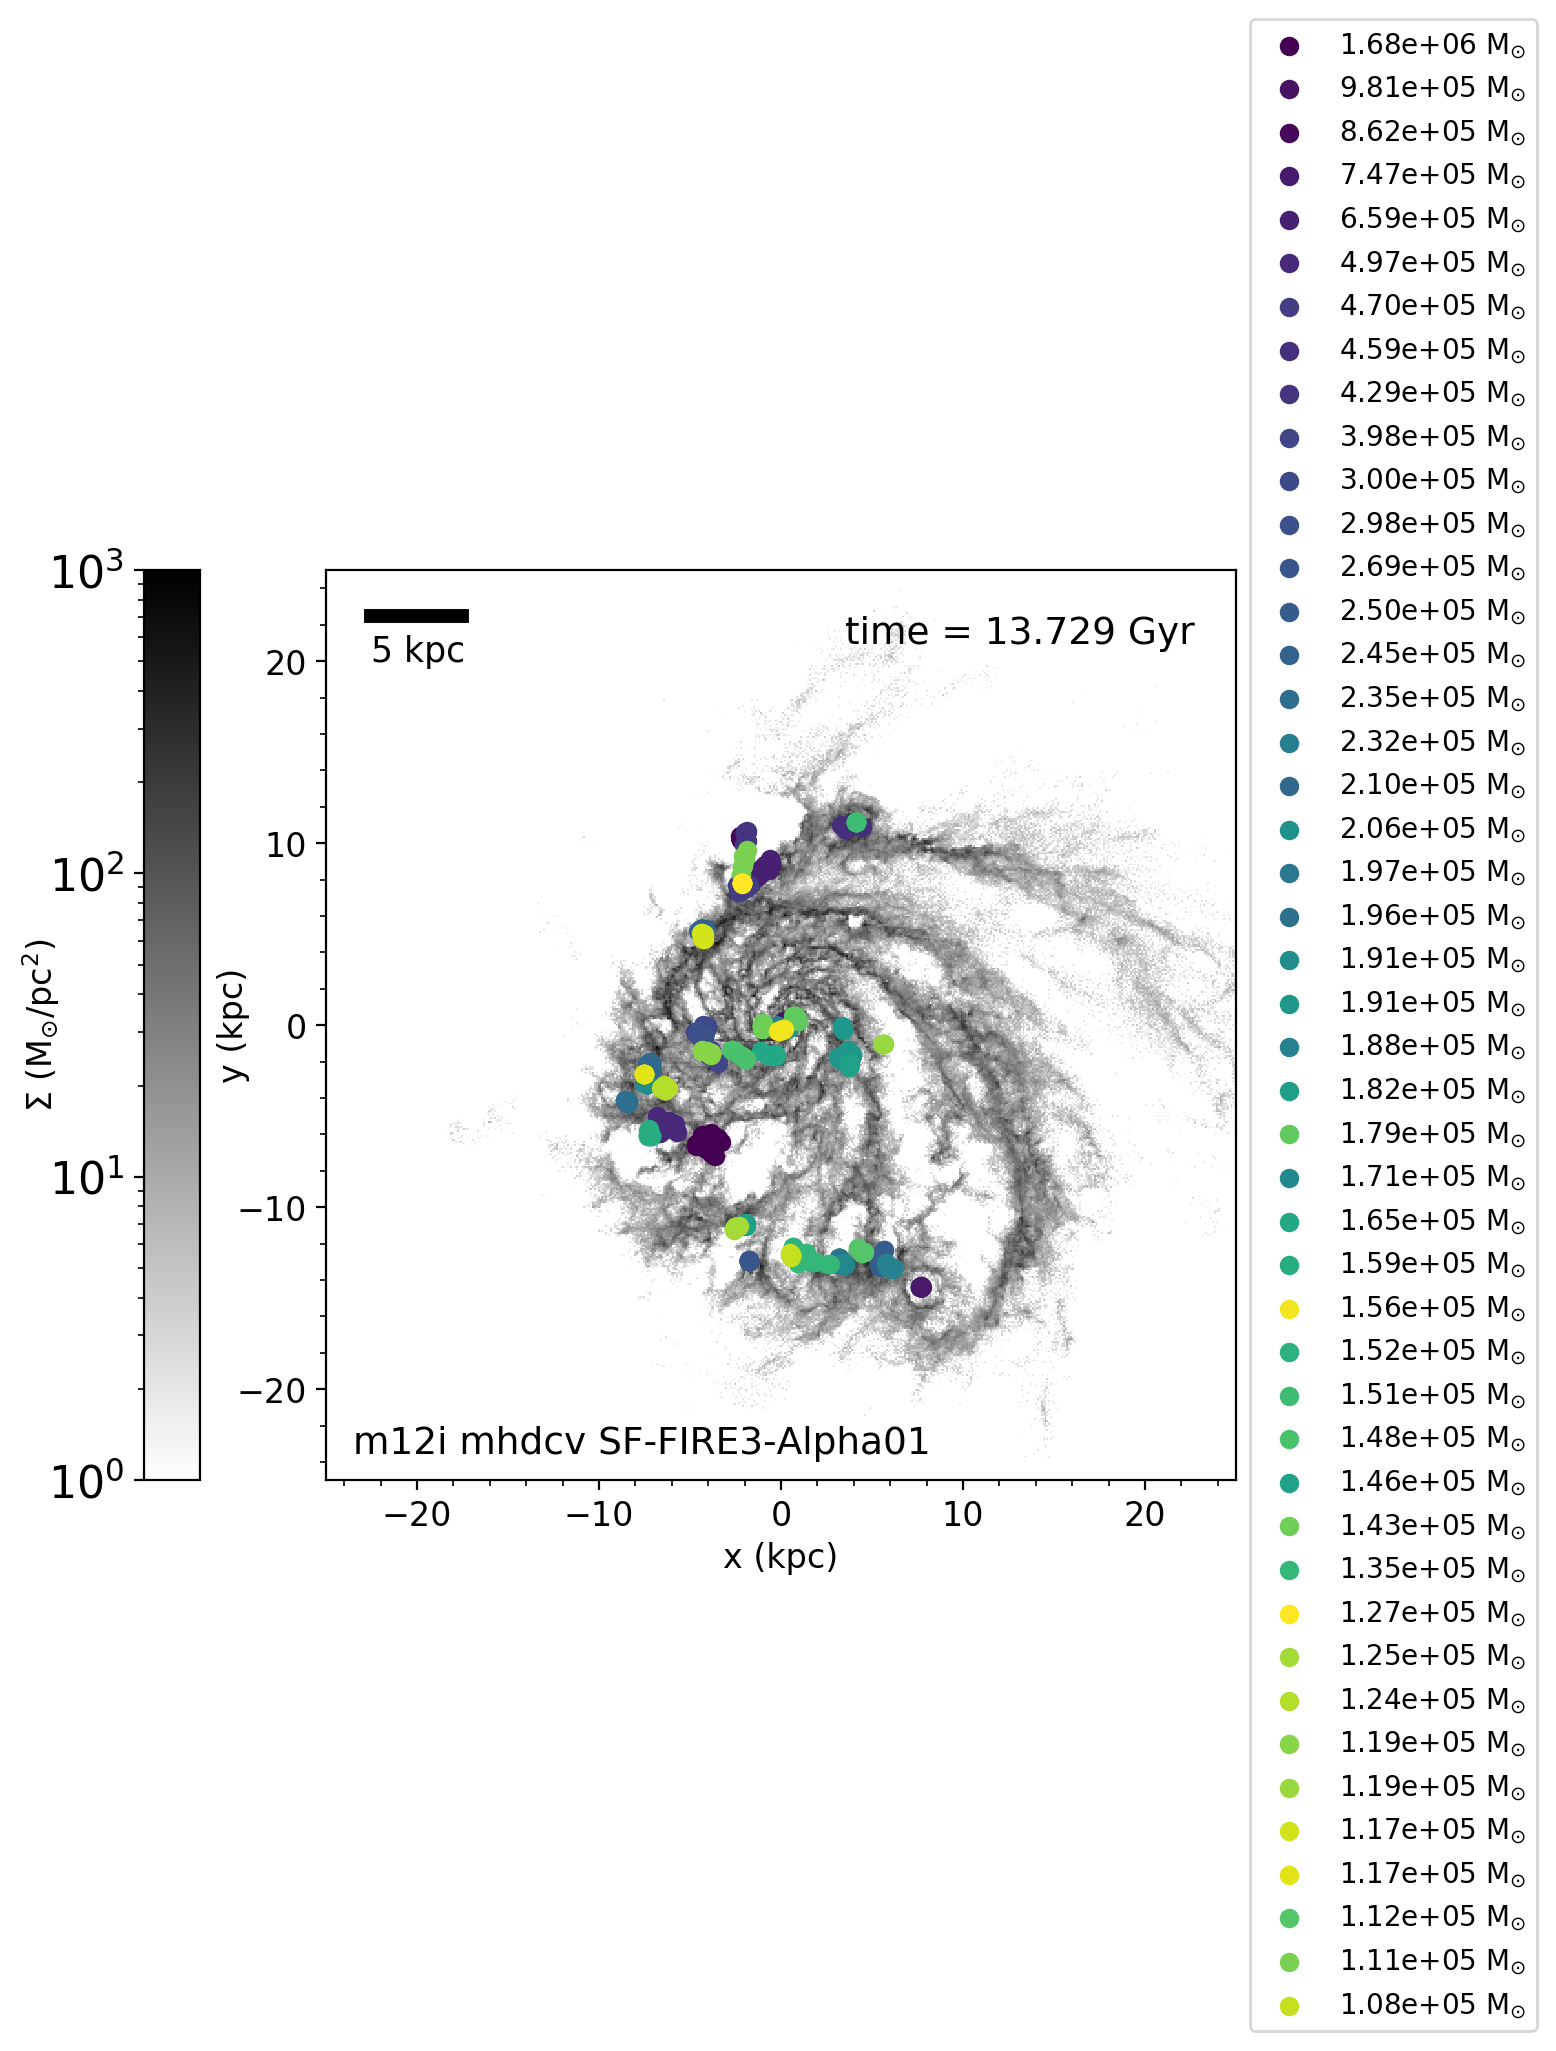 10³
10²
10¹
10⁰
Σ (M☉/pc²)
y (kpc)
20
10
0
−10
−20
5 kpc
time = 13.729 Gyr
m12i mhdcv SF-FIRE3-Alpha01
−20 −10 0 10 20
x (kpc)
1.68e+06 M☉
9.81e+05 M☉
8.62e+05 M☉
7.47e+05 M☉
6.59e+05 M☉
4.97e+05 M☉
4.70e+05 M☉
4.59e+05 M☉
4.29e+05 M☉
3.98e+05 M☉
3.00e+05 M☉
2.98e+05 M☉
2.69e+05 M☉
2.50e+05 M☉
2.45e+05 M☉
2.35e+05 M☉
2.32e+05 M☉
2.10e+05 M☉
2.06e+05 M☉
1.97e+05 M☉
1.96e+05 M☉
1.91e+05 M☉
1.91e+05 M☉
1.88e+05 M☉
1.82e+05 M☉
1.79e+05 M☉
1.71e+05 M☉
1.65e+05 M☉
1.59e+05 M☉
1.56e+05 M☉
1.52e+05 M☉
1.51e+05 M☉
1.48e+05 M☉
1.46e+05 M☉
1.43e+05 M☉
1.35e+05 M☉
1.27e+05 M☉
1.25e+05 M☉
1.24e+05 M☉
1.19e+05 M☉
1.19e+05 M☉
1.17e+05 M☉
1.17e+05 M☉
1.12e+05 M☉
1.11e+05 M☉
1.08e+05 M☉